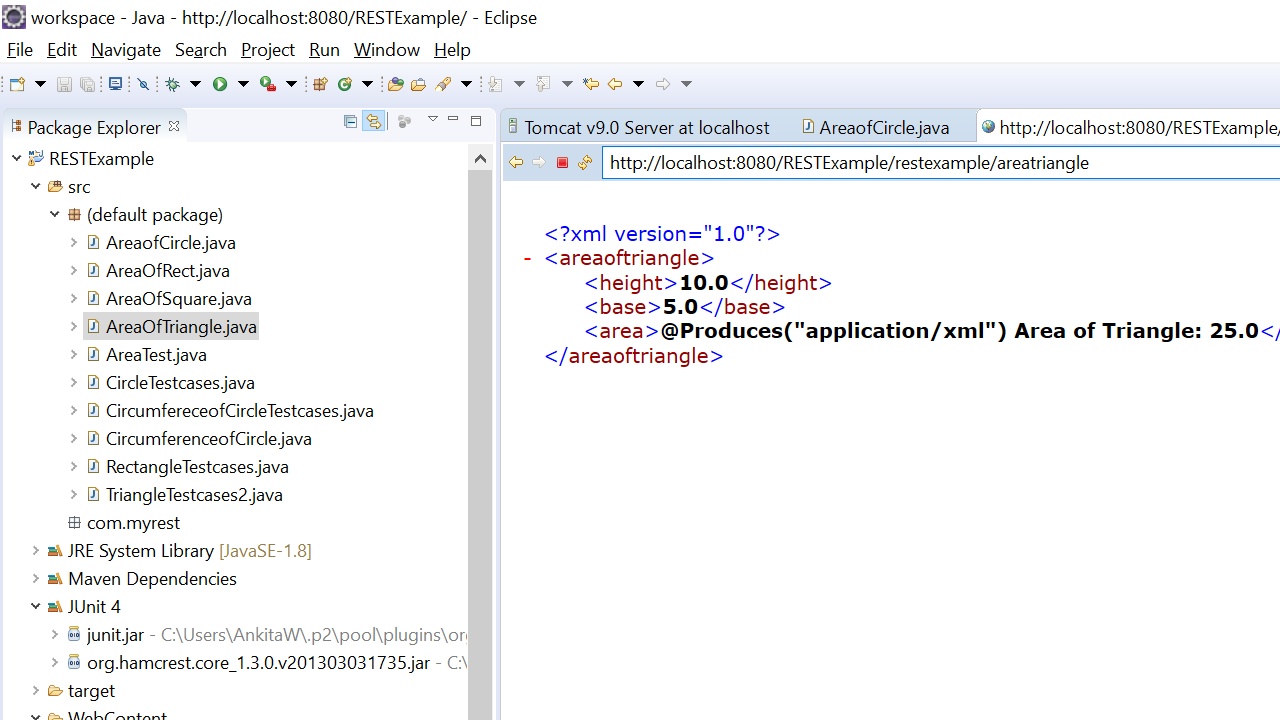 workspace - Java - http://localhost:8080/RESTExample/ - Eclipse
File Edit Navigate Search Project Run Window Help
Package Explorer
RESTExample
src
(default package)
AreaofCircle.java
AreaOfRect.java
AreaOfSquare.java
AreaOfTriangle.java
AreaTest.java
CircleTestcases.java
CircumfereceofCircleTestcases.java
CircumferenceofCircle.java
RectangleTestcases.java
TriangleTestcases2.java
com.myrest
JRE System Library [JavaSE-1.8]
Maven Dependencies
JUnit 4
junit.jar - C:\Users\AnkitaW\.p2\pool\plugins\or
org.hamcrest.core_1.3.0.v201303031735.jar - C:\
target
WebContent
Tomcat v9.0 Server at localhost AreaofCircle.java http://localhost:8080/RESTExample/
http://localhost:8080/RESTExample/restexample/areatriangle
<?xml version="1.0"?>
- <areaoftriangle>
<height>10.0</height>
<base>5.0</base>
<area>@Produces("application/xml") Area of Triangle: 25.0</
</areaoftriangle>